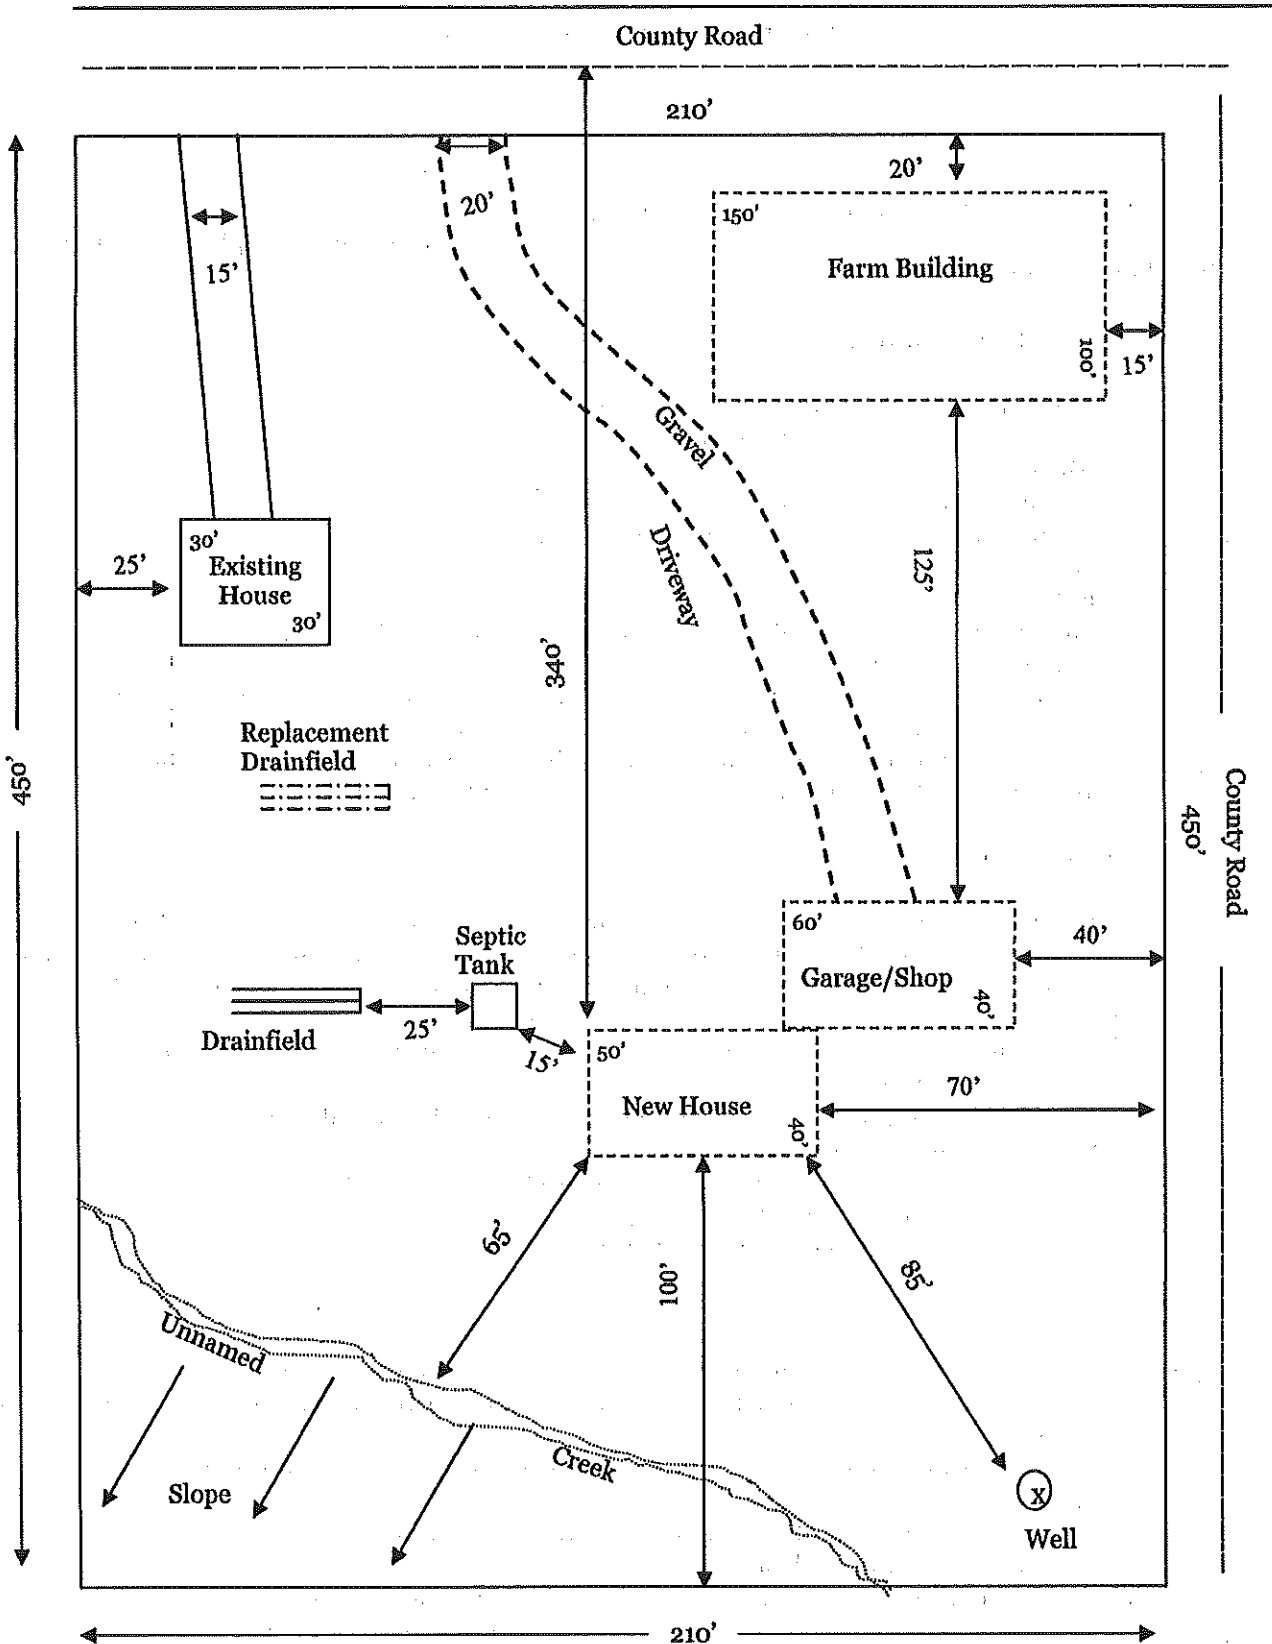 County Road
210'
20'
20'
150'
Farm Building
15'
100'
15'
Gravel
Driveway
125'
30'
Existing
House
30'
25'
340'
Replacement
Drainfield
450'
450'
County Road
60'
Garage/Shop
40'
40'
Septic
Tank
25'
Drainfield
15'
50'
New House
40'
70'
65'
100'
85'
Unnamed
Creek
Slope
X
Well
210'